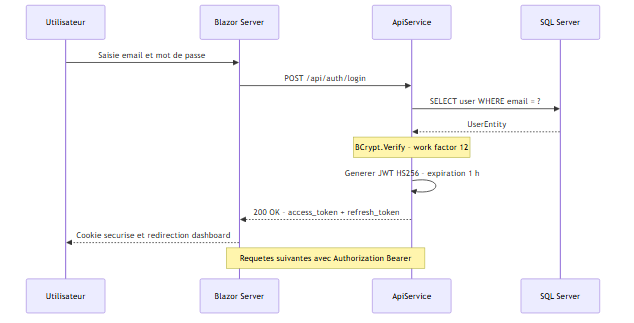 Utilisateur
Blazor Server
ApiService
SQL Server
Saisie email et mot de passe
POST /api/auth/login
SELECT user WHERE email = ?
UserEntity
BCrypt.Verify - work factor 12
Generer JWT HS256 - expiration 1 h
200 OK - access_token + refresh_token
Cookie securise et redirection dashboard
Requetes suivantes avec Authorization Bearer
Utilisateur
Blazor Server
ApiService
SQL Server